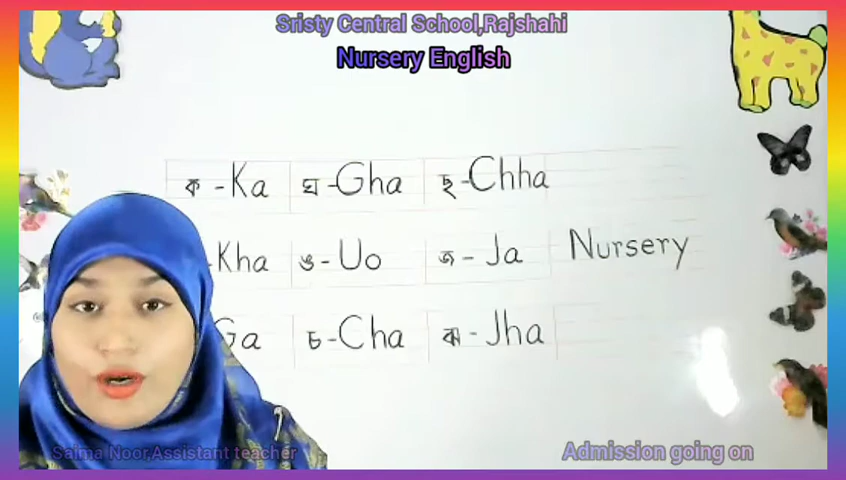 Sristy Central School,Rajshahi
Nursery English
ক - Ka ঘ - Gha ছ - Chha
- Kha ঙ - Uo জ - Ja Nursery
Ga চ - Cha ঝ - Jha
Saima Noor,Assistant teacher
Admission going on